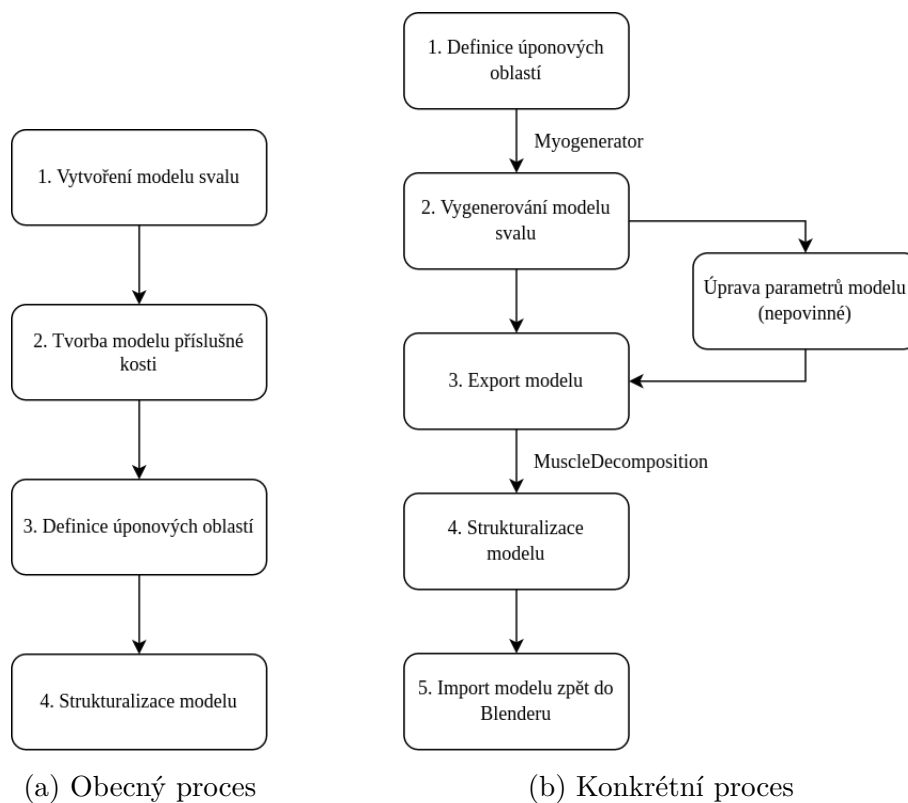 1. Vytvoření modelu svalu
2. Tvorba modelu příslušné
kosti
3. Definice úponových oblastí
4. Strukturalizace modelu
(a) Obecný proces
1. Definice úponových
oblastí
Myogenerator
2. Vygenerování modelu
svalu
Úprava parametrů modelu
(nepovinné)
3. Export modelu
MuscleDecomposition
4. Strukturalizace
modelu
5. Import modelu zpět do
Blenderu
(b) Konkrétní proces